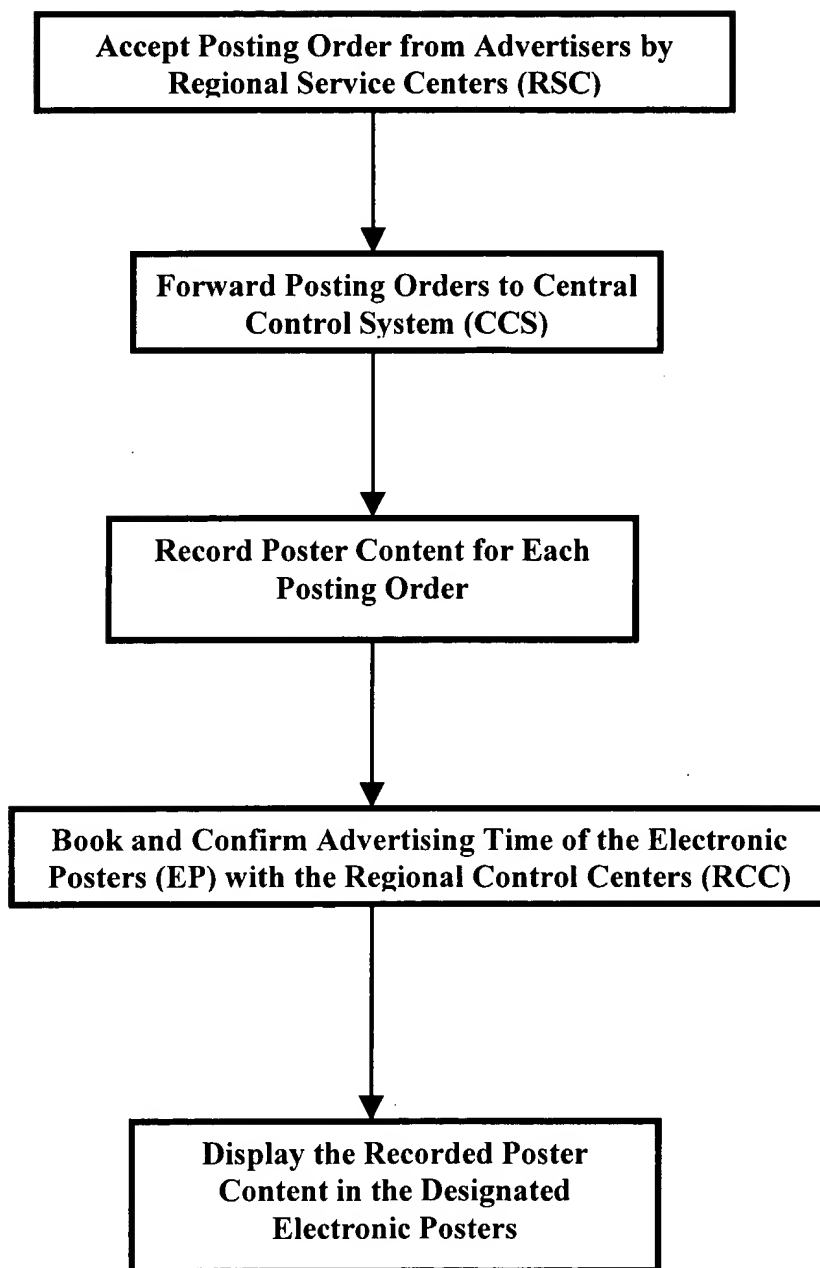 Accept Posting Order from Advertisers by
Regional Service Centers (RSC)
Forward Posting Orders to Central
Control System (CCS)
Record Poster Content for Each
Posting Order
Book and Confirm Advertising Time of the Electronic
Posters (EP) with the Regional Control Centers (RCC)
Display the Recorded Poster
Content in the Designated
Electronic Posters